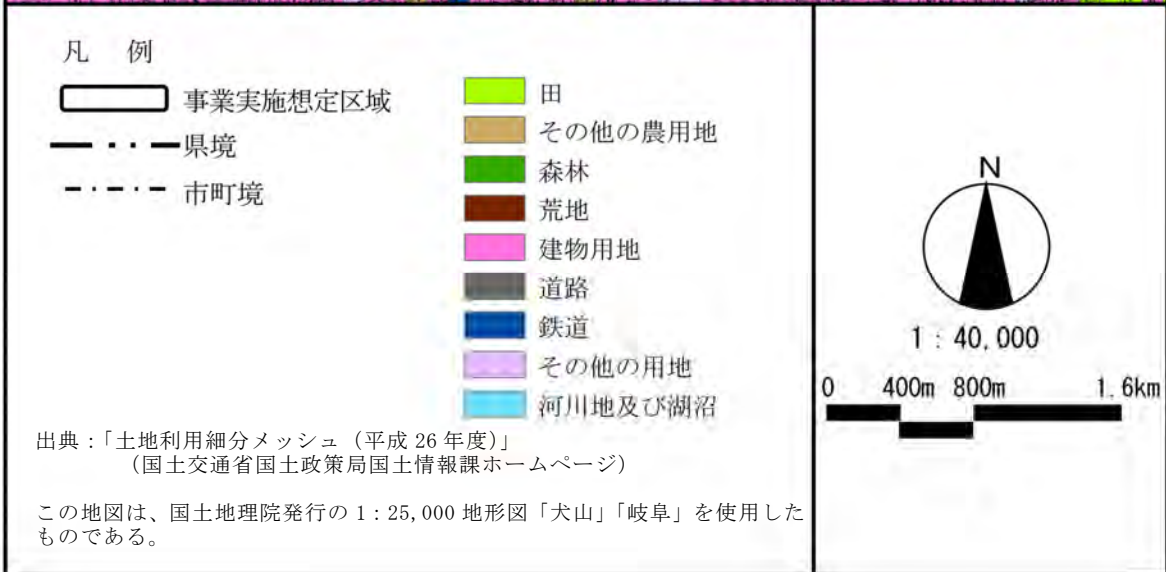 凡 例
事業実施想定区域
県境
市町境
田
その他の農用地
森林
荒地
建物用地
道路
鉄道
その他の用地
河川地及び湖沼
出典:「土地利用細分メッシュ（平成 26 年度）」
（国土交通省国土政策局国土情報課ホームページ）
この地図は、国土地理院発行の 1：25,000 地形図「犬山」「岐阜」を使用した
ものである。
N
1 : 40,000
0 400m 800m 1.6km